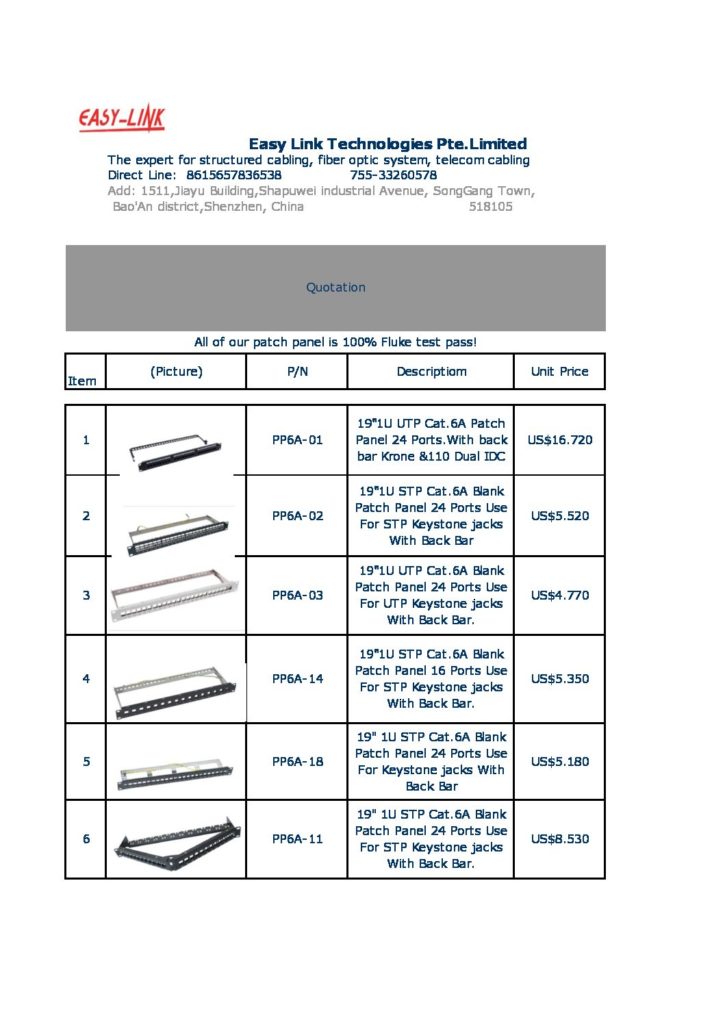 EASY-LINK
Easy Link Technologies Pte.Limited
The expert for structured cabling, fiber optic system, telecom cabling
Direct Line: 8615657836538 755-33260578
Add: 1511,Jiayu Building,Shapuwei industrial Avenue, SongGang Town,
Bao'An district,Shenzhen, China 518105
Quotation
All of our patch panel is 100% Fluke test pass!
Item (Picture) P/N Descriptiom Unit Price
1 PP6A-01 US$16.720
19"1U UTP Cat.6A Patch
Panel 24 Ports.With back
bar Krone &110 Dual IDC
2 PP6A-02 US$5.520
19"1U STP Cat.6A Blank
Patch Panel 24 Ports Use
For STP Keystone jacks
With Back Bar
3 PP6A-03 US$4.770
19"1U UTP Cat.6A Blank
Patch Panel 24 Ports Use
For UTP Keystone jacks
With Back Bar.
4 PP6A-14 US$5.350
19"1U STP Cat.6A Blank
Patch Panel 16 Ports Use
For STP Keystone jacks
With Back Bar.
5 PP6A-18 US$5.180
19" 1U STP Cat.6A Blank
Patch Panel 24 Ports Use
For Keystone jacks With
Back Bar
6 PP6A-11 US$8.530
19" 1U STP Cat.6A Blank
Patch Panel 24 Ports Use
For STP Keystone jacks
With Back Bar.